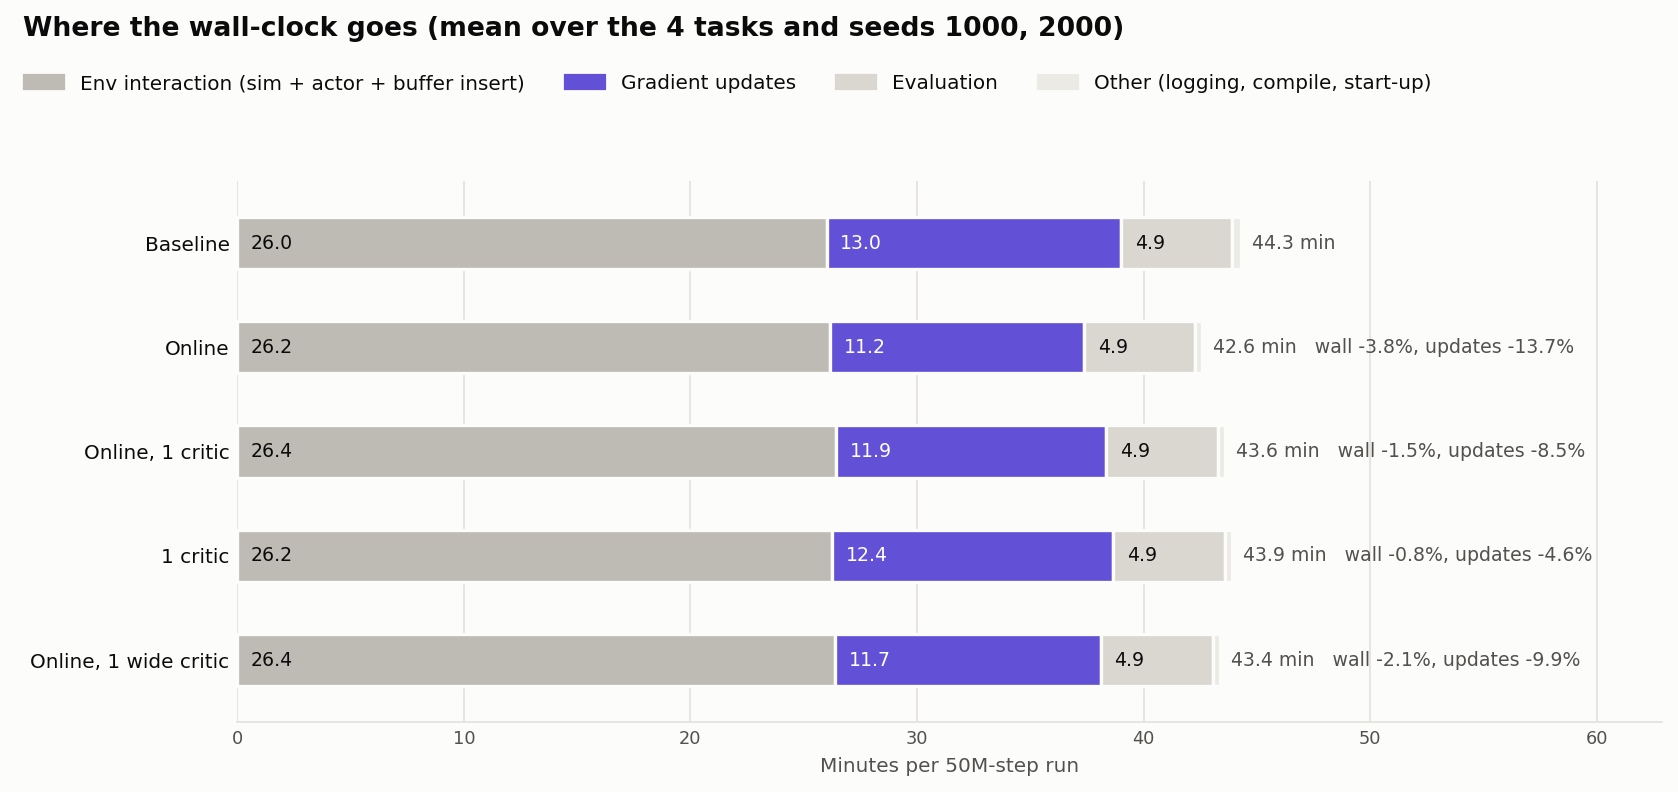 Where the wall-clock goes (mean over the 4 tasks and seeds 1000, 2000)
Env interaction (sim + actor + buffer insert) Gradient updates Evaluation Other (logging, compile, start-up)
Baseline 26.0 13.0 4.9 44.3 min
Online 26.2 11.2 4.9 42.6 min wall -3.8%, updates -13.7%
Online, 1 critic 26.4 11.9 4.9 43.6 min wall -1.5%, updates -8.5%
1 critic 26.2 12.4 4.9 43.9 min wall -0.8%, updates -4.6%
Online, 1 wide critic 26.4 11.7 4.9 43.4 min wall -2.1%, updates -9.9%
0 10 20 30 40 50 60
Minutes per 50M-step run